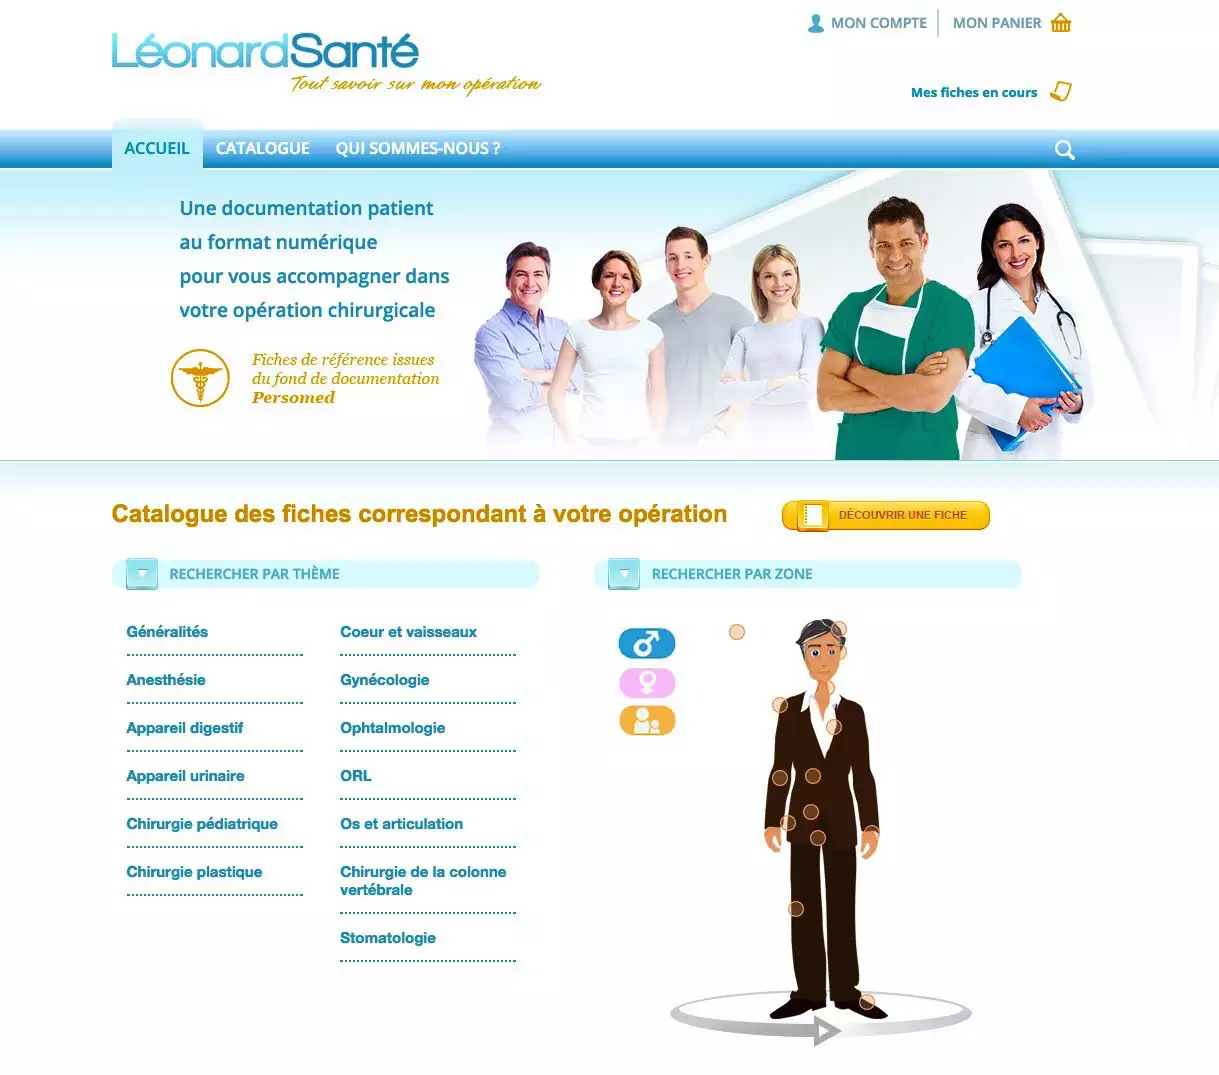 LéonardSanté
Tout savoir sur mon opération
MON COMPTE
MON PANIER
Mes fiches en cours
ACCUEIL
CATALOGUE
QUI SOMMES-NOUS ?
Une documentation patient
au format numérique
pour vous accompagner dans
votre opération chirurgicale
Fiches de référence issues
du fond de documentation
Persomed
Catalogue des fiches correspondant à votre opération
DÉCOUVRIR UNE FICHE
RECHERCHER PAR THÈME
Généralités
Anesthésie
Appareil digestif
Appareil urinaire
Chirurgie pédiatrique
Chirurgie plastique
Coeur et vaisseaux
Gynécologie
Ophtalmologie
ORL
Os et articulation
Chirurgie de la colonne
vertébrale
Stomatologie
RECHERCHER PAR ZONE